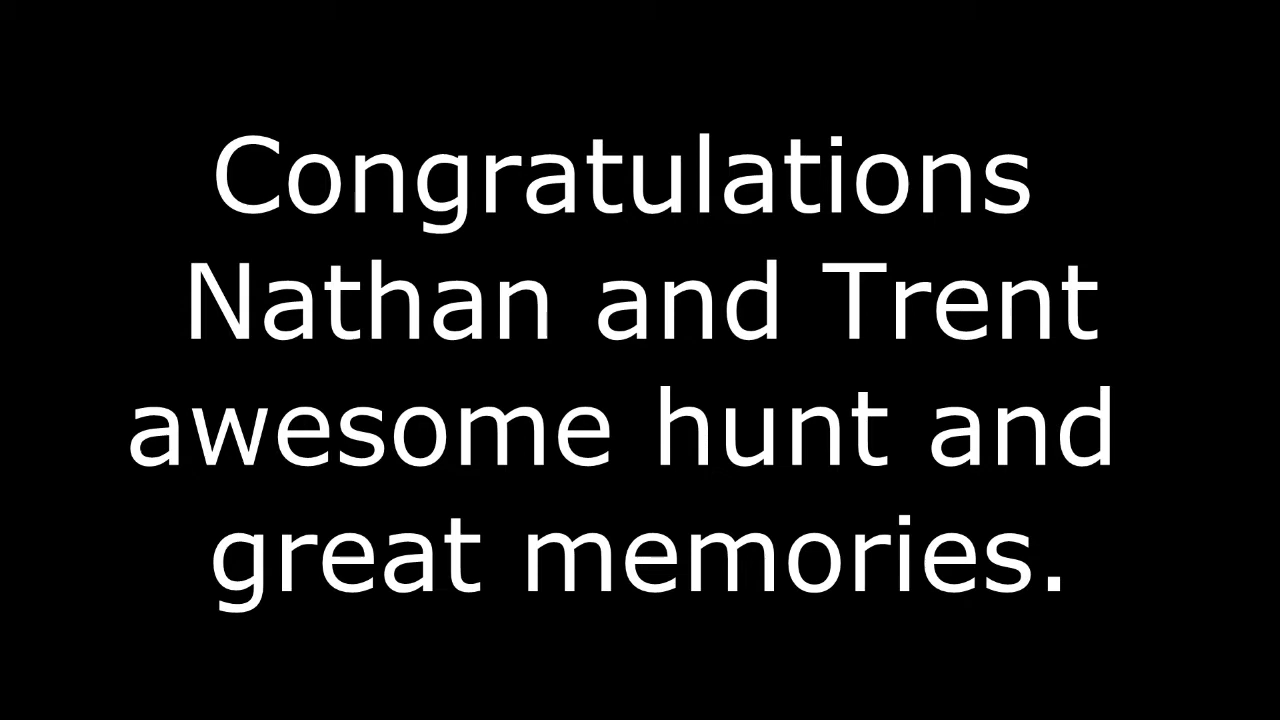 Congratulations
Nathan and Trent
awesome hunt and
great memories.